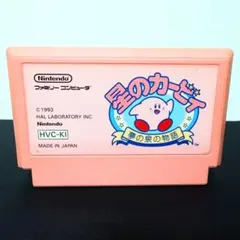 Nintendo
ファミリー コンピュータ
©1993
HAL LABORATORY INC
Nintendo
HVC-KI
MADE IN JAPAN
星のカービィ
夢の泉の物語